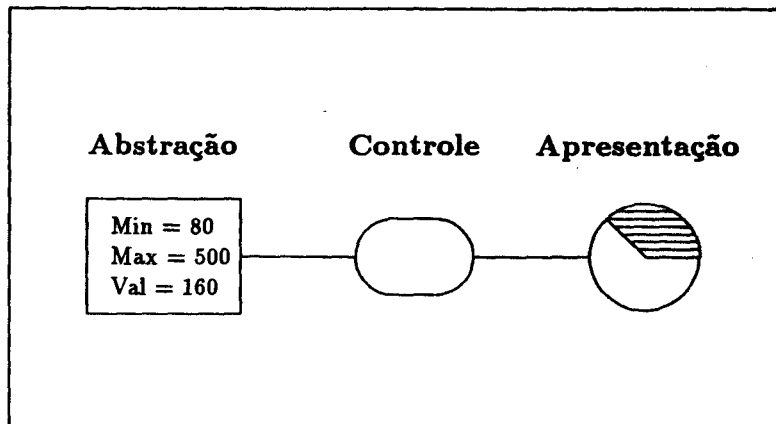 Abstração Controle Apresentação
Min = 80
Max = 500
Val = 160